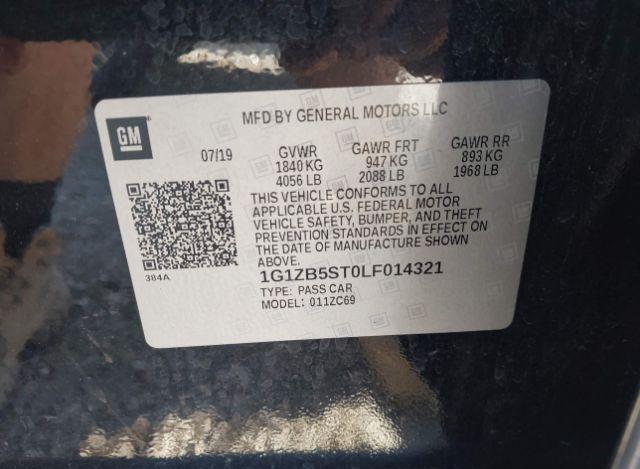 MFD BY GENERAL MOTORS LLC
GM
07/19 GVWR GAWR FRT GAWR RR
1840 KG 947 KG 893 KG
4056 LB 2088 LB 1968 LB
THIS VEHICLE CONFORMS TO ALL
APPLICABLE U.S. FEDERAL MOTOR
VEHICLE SAFETY, BUMPER, AND THEFT
PREVENTION STANDARDS IN EFFECT ON
THE DATE OF MANUFACTURE SHOWN
ABOVE.
384A
1G1ZB5ST0LF014321
TYPE: PASS CAR
MODEL: 011ZC69